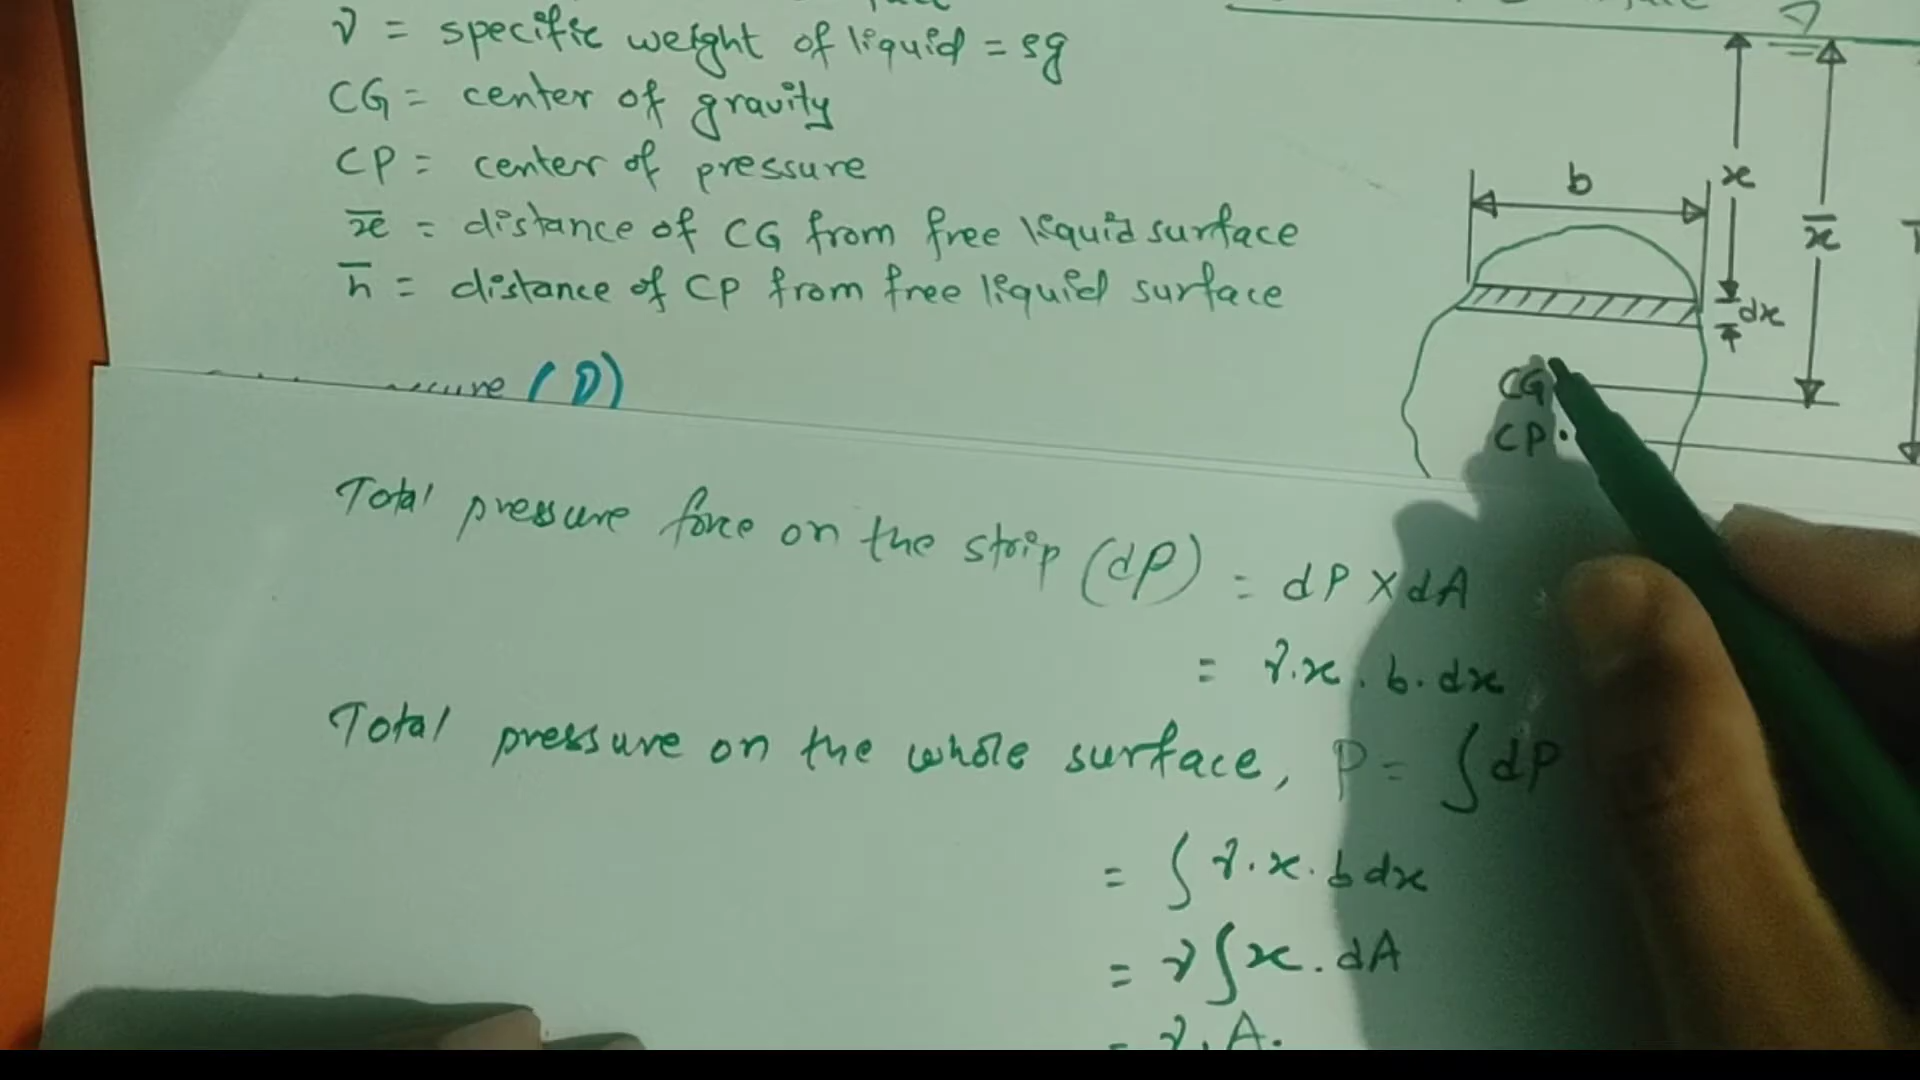 γ = specific weight of liquid = ρg
CG = center of gravity
CP = center of pressure
x̅ = distance of CG from free liquid surface
h̅ = distance of CP from free liquid surface
(P)
b
x
x̅
dx
CG
CP.
Total pressure force on the strip (dP) = dP X dA
= γ.x. b. dx
Total pressure on the whole surface, P = ∫ dP
= ∫ γ.x. b dx
= γ ∫ x. dA
= γ. A.